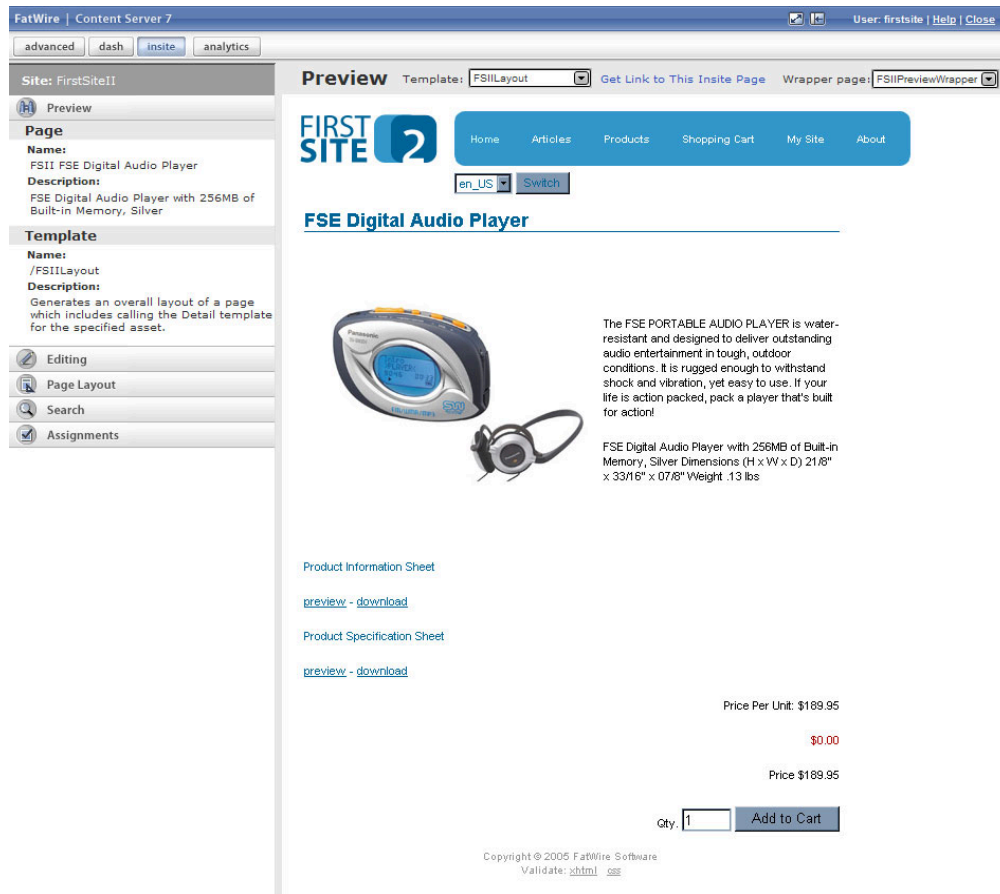 FatWire | Content Server 7
User: firstsite | Help | Close
advanced dash insite analytics
Site: FirstSiteII
Preview
Page
Name:
FSII FSE Digital Audio Player
Description:
FSE Digital Audio Player with 256MB of
Built-in Memory, Silver
Template
Name:
/FSIILayout
Description:
Generates an overall layout of a page
which includes calling the Detail template
for the specified asset.
Editing
Page Layout
Search
Assignments
Preview Template: FSIILayout Get Link to This Insite Page Wrapper page: FSIIPreviewWrapper
FIRST
SITE 2
Home Articles Products Shopping Cart My Site About
en_US Switch
FSE Digital Audio Player
Panasonic
The FSE PORTABLE AUDIO PLAYER is water-
resistant and designed to deliver outstanding
audio entertainment in tough, outdoor
conditions. It is rugged enough to withstand
shock and vibration, yet easy to use. If your
life is action packed, pack a player that's built
for action!
FSE Digital Audio Player with 256MB of Built-in
Memory, Silver Dimensions (H x W x D) 21/8"
x 33/16" x 07/8" Weight .13 lbs
Product Information Sheet
preview - download
Product Specification Sheet
preview - download
Price Per Unit: $189.95
$0.00
Price $189.95
Qty. 1 Add to Cart
Copyright © 2005 FatWire Software
Validate: xhtml css